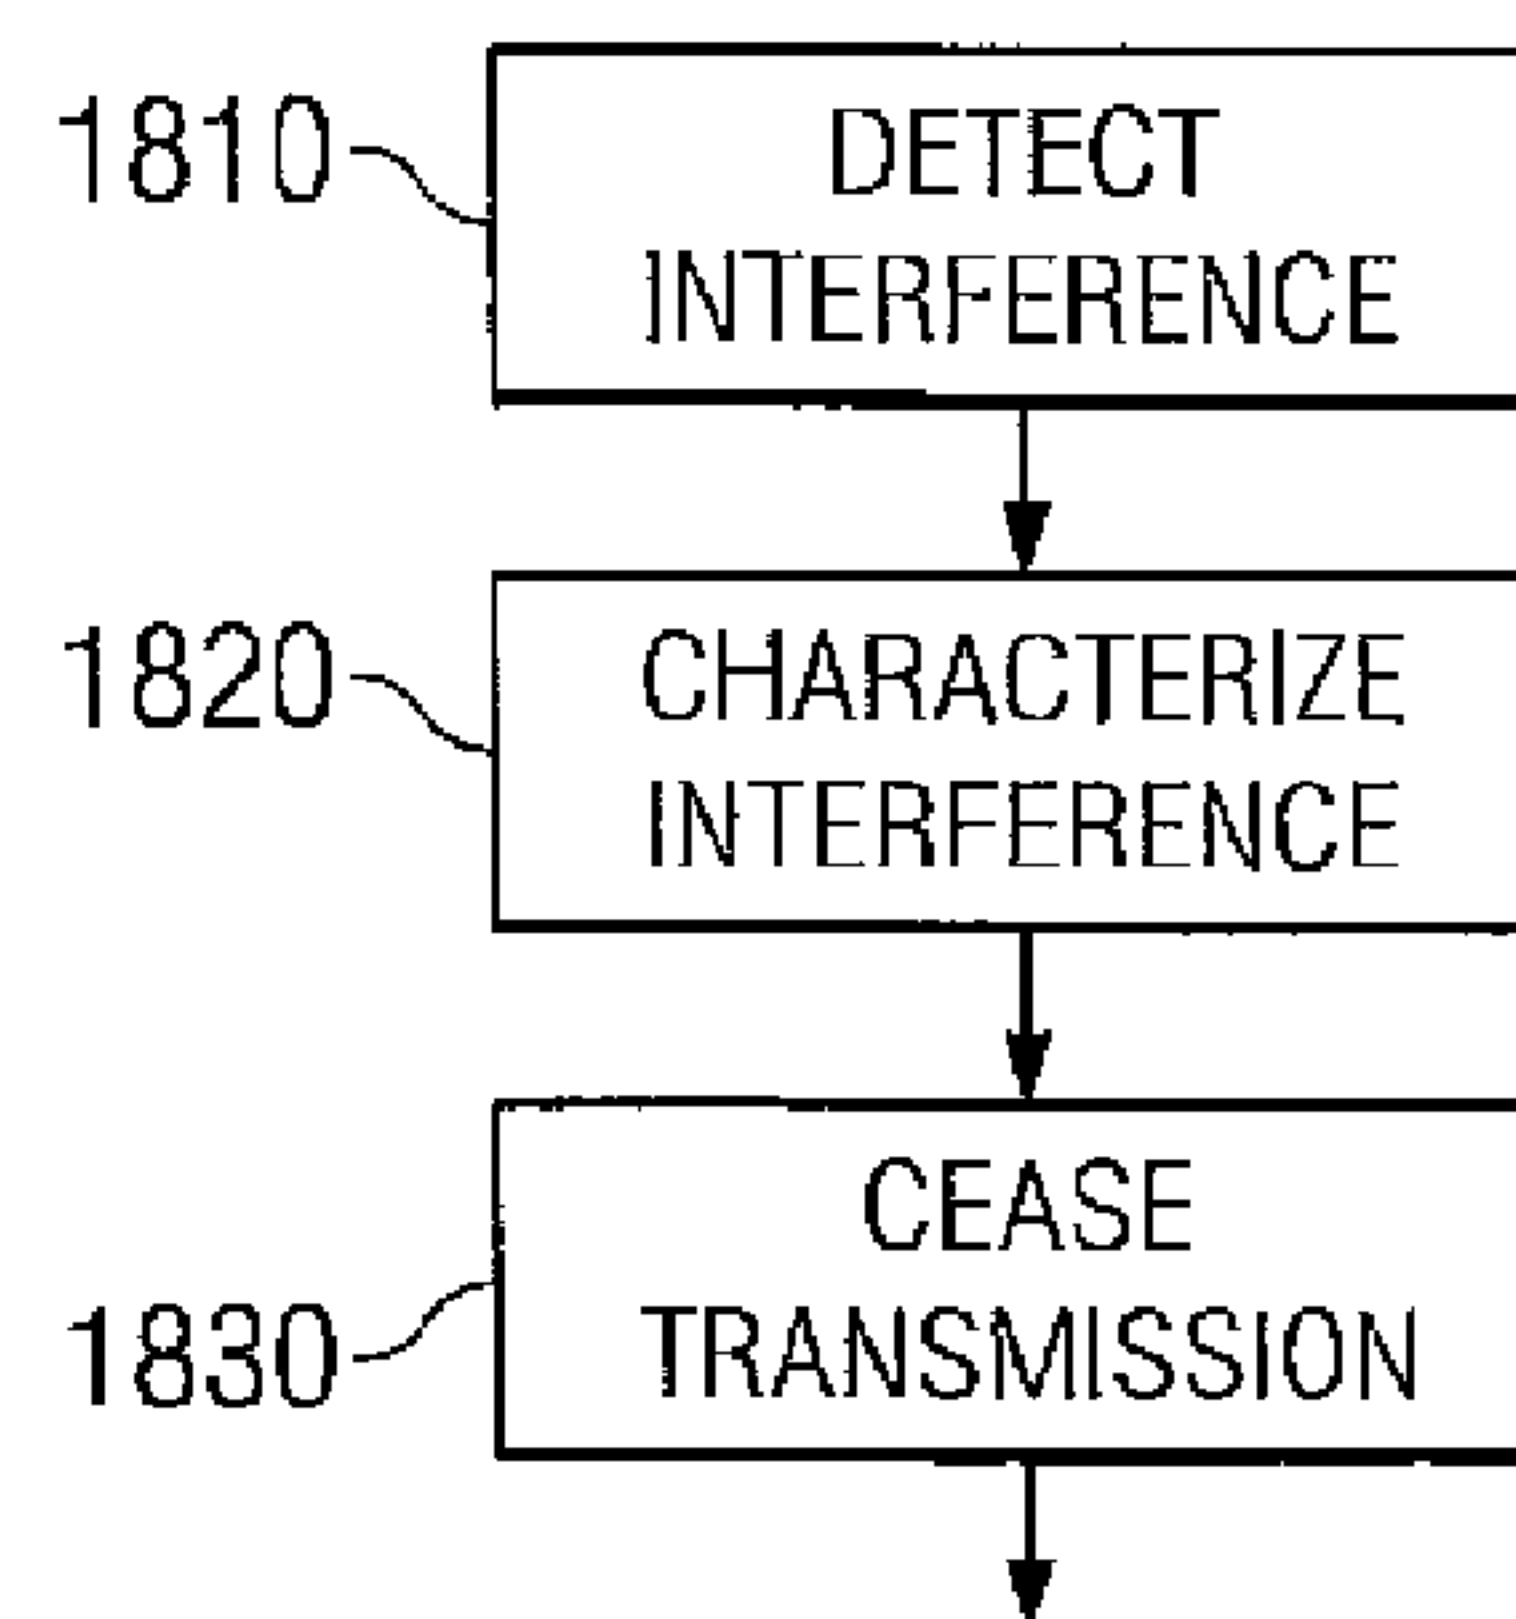 1810
DETECT
INTERFERENCE
1820
CHARACTERIZE
INTERFERENCE
1830
CEASE
TRANSMISSION